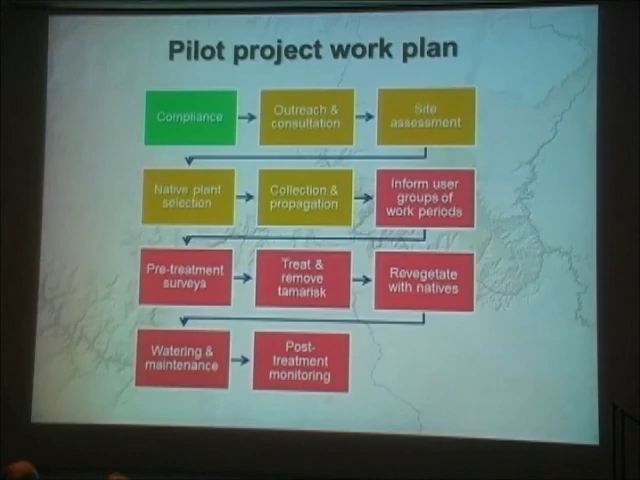 Pilot project work plan
Compliance
Outreach &
consultation
Site
assessment
Native plant
selection
Collection &
propagation
Inform user
groups of
work periods
Pre-treatment
surveys
Treat &
remove
tamarisk
Revegetate
with natives
Watering &
maintenance
Post-
treatment
monitoring